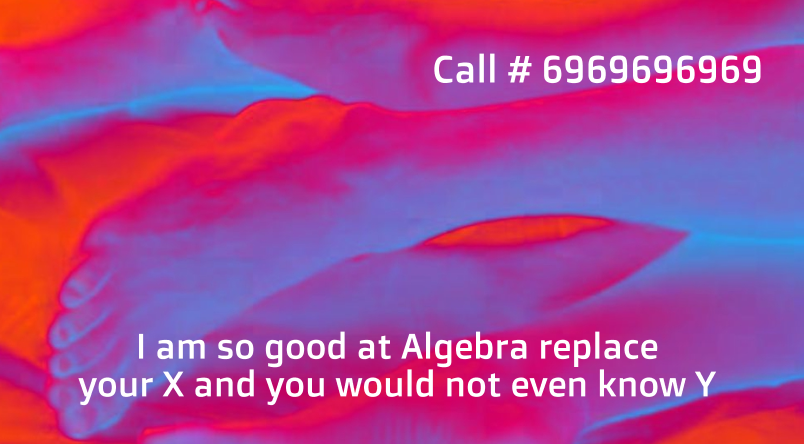 Call # 6969696969
I am so good at Algebra replace
your X and you would not even know Y